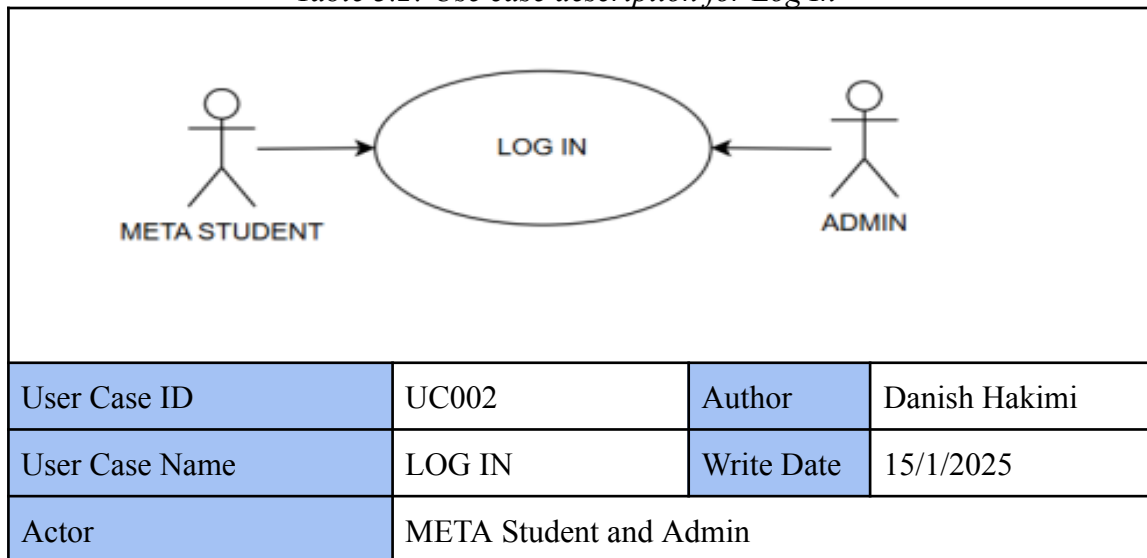 LOG IN
META STUDENT
ADMIN
User Case ID UC002 Author Danish Hakimi
User Case Name LOG IN Write Date 15/1/2025
Actor META Student and Admin